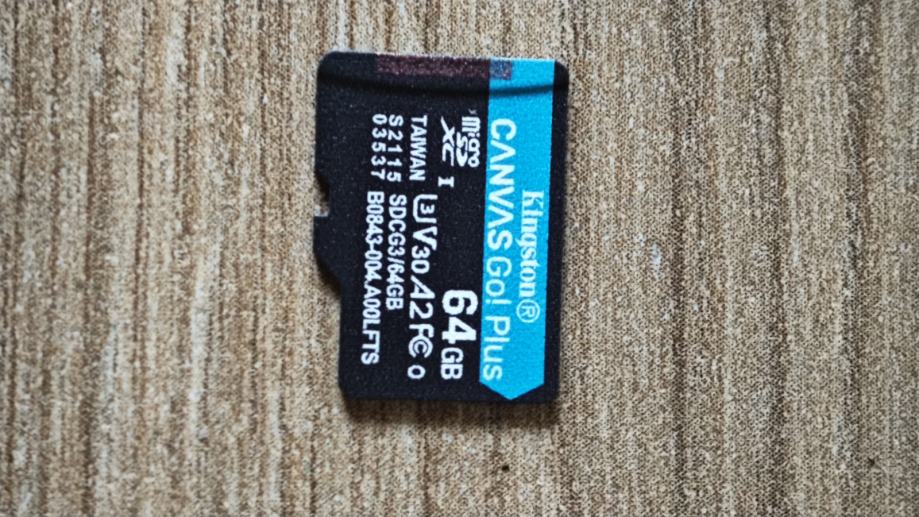 Kingston®
CANVAS Go! Plus
micro SD XC I 64GB
TAIWAN U3 V30 A2 FC 0
S2115 SDCG3/64GB
03537 B0843-004.A00LFTS